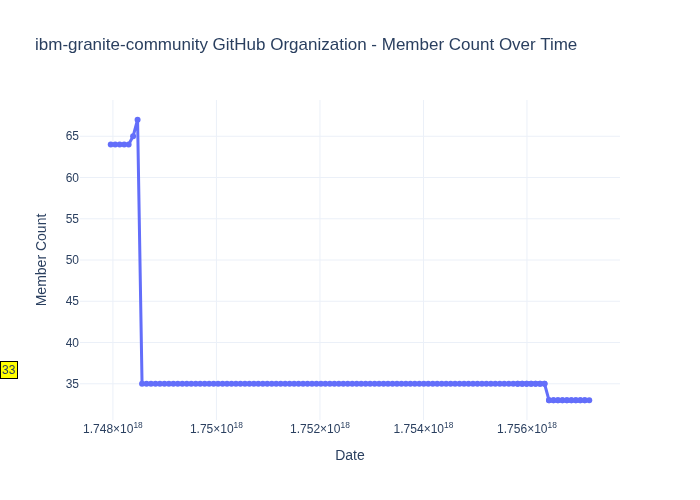 ibm-granite-community GitHub Organization - Member Count Over Time
65
60
55
50
45
40
35
Member Count
33
1.748×10¹⁸ 1.75×10¹⁸ 1.752×10¹⁸ 1.754×10¹⁸ 1.756×10¹⁸
Date